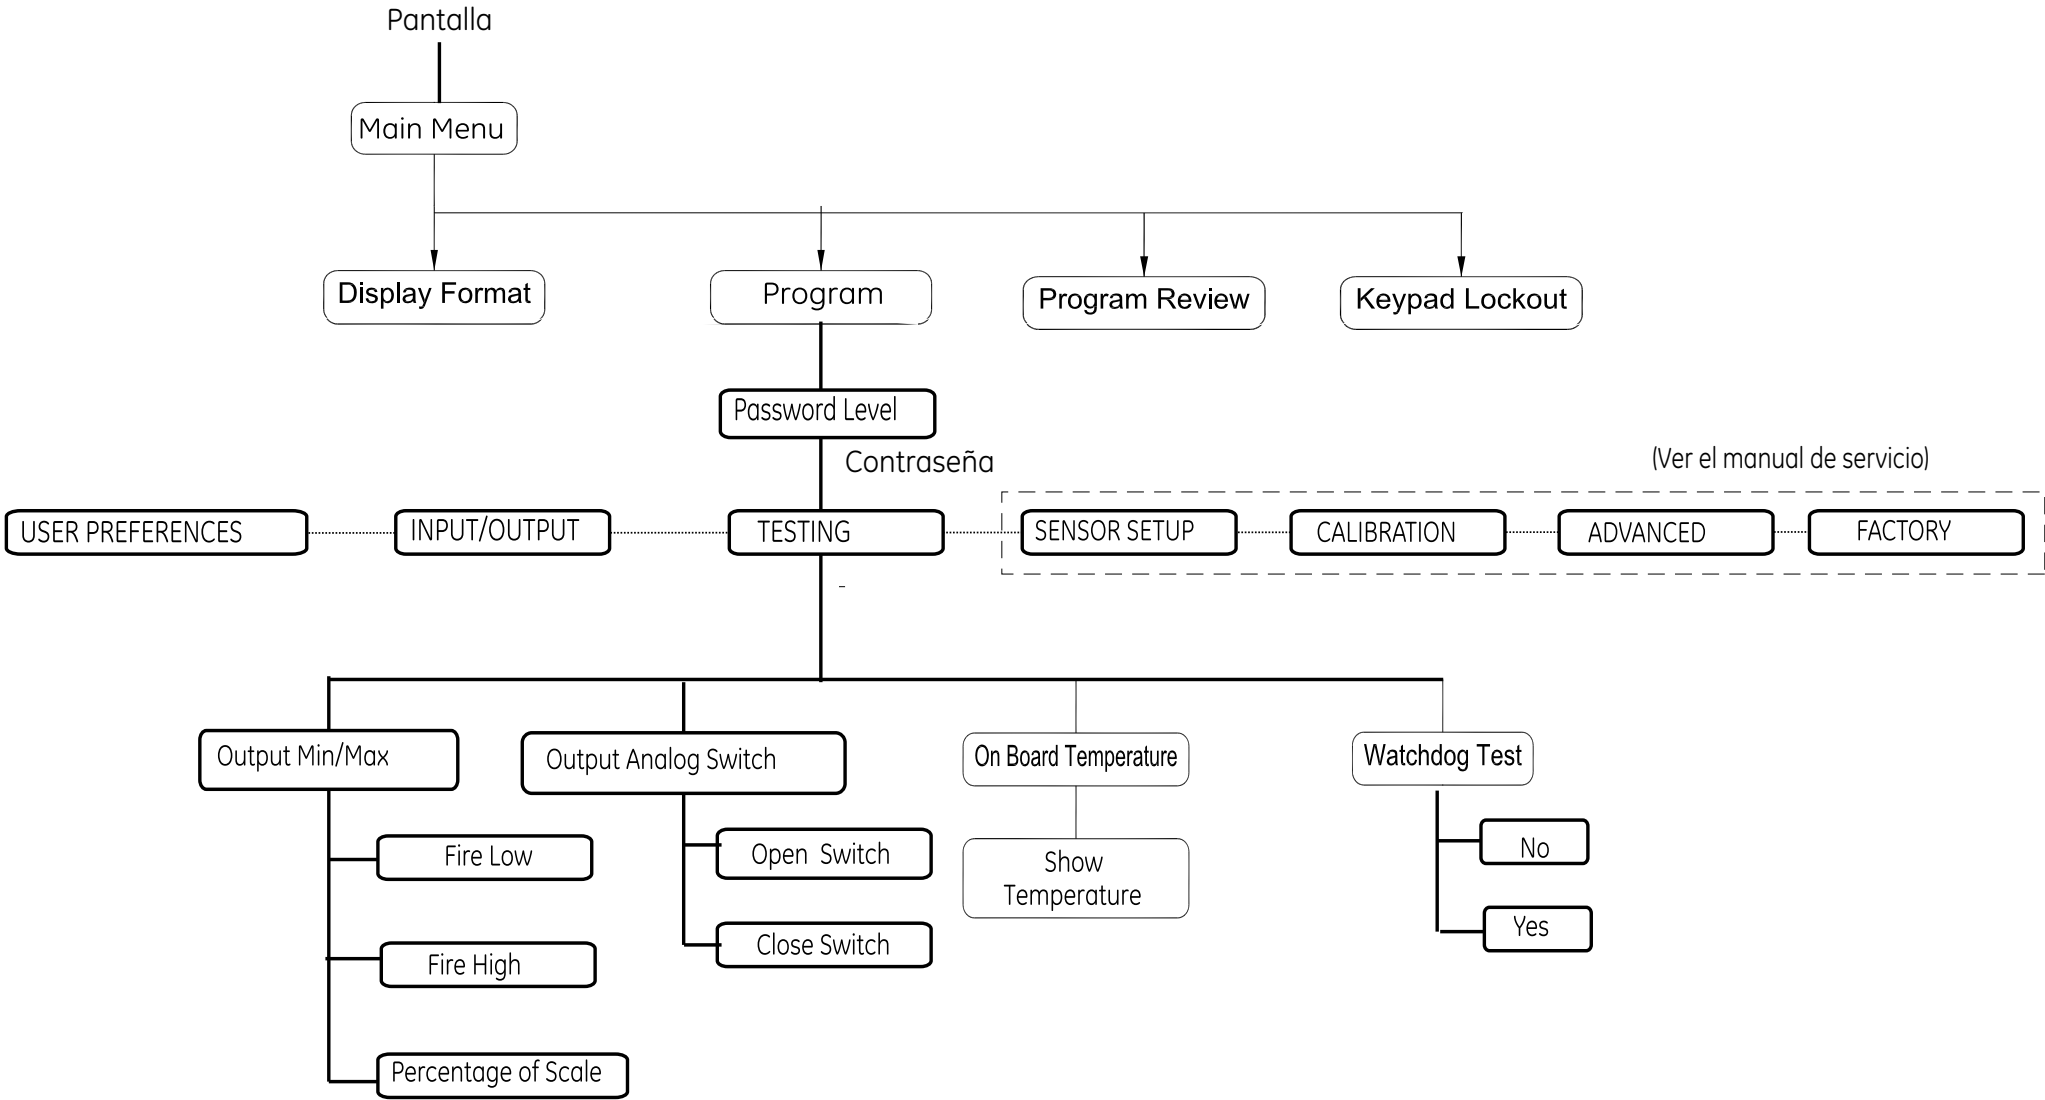 Pantalla
Main Menu
Display Format
Program
Program Review
Keypad Lockout
Password Level
Contraseña
(Ver el manual de servicio)
USER PREFERENCES
INPUT/OUTPUT
TESTING
SENSOR SETUP
CALIBRATION
ADVANCED
FACTORY
Output Min/Max
Output Analog Switch
On Board Temperature
Watchdog Test
Fire Low
Open Switch
Show
Temperature
No
Fire High
Close Switch
Yes
Percentage of Scale